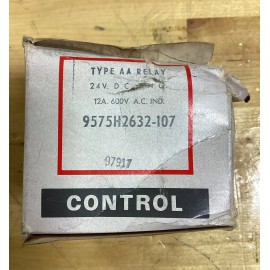 TYPE AA RELAY
24V. D.C.
12A. 600V. A.C. IND.
9575H2632-107
97917
CONTROL